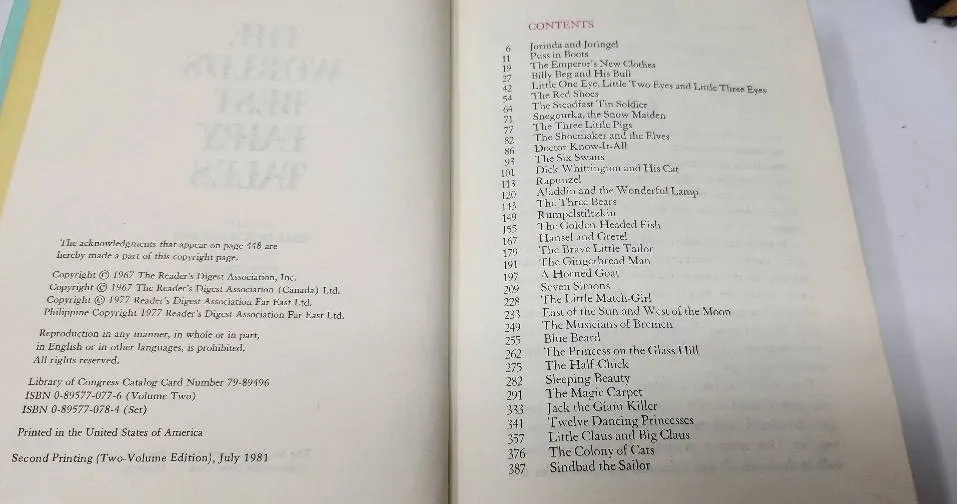 The acknowledgments that appear on page 448 are
hereby made a part of this copyright page.
Copyright © 1967 The Reader's Digest Association, Inc.
Copyright © 1967 The Reader's Digest Association (Canada) Ltd.
Copyright © 1977 Reader's Digest Association Far East Ltd.
Philippine Copyright 1977 Reader's Digest Association Far East Ltd.
Reproduction in any manner, in whole or in part,
in English or in other languages, is prohibited.
All rights reserved.
Library of Congress Catalog Card Number 79-89496
ISBN 0-89577-077-6 (Volume Two)
ISBN 0-89577-078-4 (Set)
Printed in the United States of America
Second Printing (Two-Volume Edition), July 1981
CONTENTS
6 Jorinda and Joringel
11 Puss in Boots
19 The Emperor's New Clothes
27 Billy Beg and His Bull
42 Little One Eye, Little Two Eyes and Little Three Eyes
54 The Red Shoes
64 The Steadfast Tin Soldier
71 Snegourka, the Snow Maiden
77 The Three Little Pigs
82 The Shoemaker and the Elves
86 Doctor Know-It-All
93 The Six Swans
101 Dick Whittington and His Cat
113 Rapunzel
120 Aladdin and the Wonderful Lamp
143 The Three Bears
149 Rumpelstiltzkin
155 The Golden Headed Fish
167 Hansel and Gretel
179 The Brave Little Tailor
191 The Gingerbread Man
197 A Horned Goat
209 Seven Simons
228 The Little Match-Girl
233 East of the Sun and West of the Moon
249 The Musicians of Bremen
255 Blue Beard
262 The Princess on the Glass Hill
275 The Half-Chick
282 Sleeping Beauty
291 The Magic Carpet
333 Jack the Giant Killer
341 Twelve Dancing Princesses
357 Little Claus and Big Claus
376 The Colony of Cats
387 Sindbad the Sailor